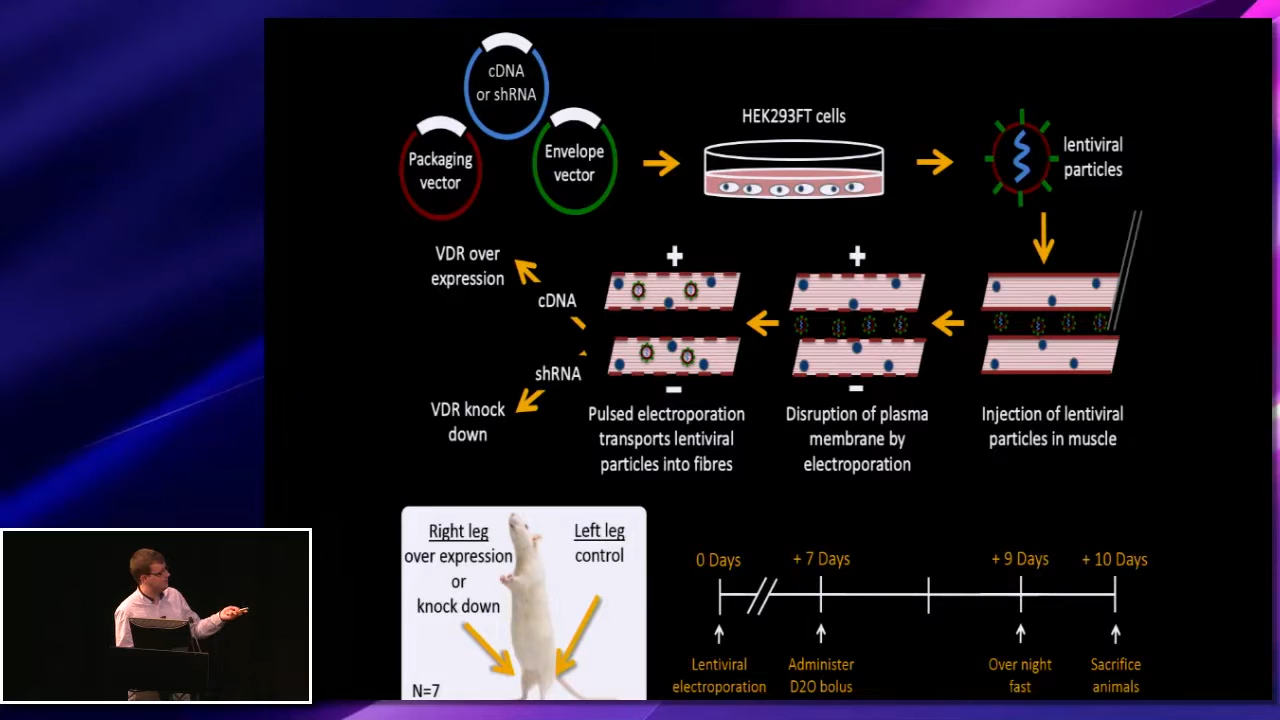 cDNA
or shRNA
Packaging
vector
Envelope
vector
HEK293FT cells
lentiviral
particles
VDR over
expression
cDNA
shRNA
VDR knock
down
+
+
-
-
Pulsed electroporation
transports lentiviral
particles into fibres
Disruption of plasma
membrane by
electroporation
Injection of lentiviral
particles in muscle
Right leg
over expression
or
knock down
Left leg
control
N=7
0 Days
+ 7 Days
+ 9 Days
+ 10 Days
Lentiviral
electroporation
Administer
D2O bolus
Over night
fast
Sacrifice
animals